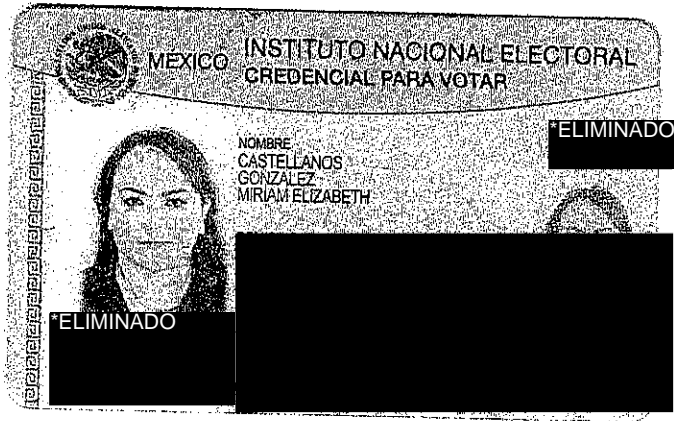 MEXICO
INSTITUTO NACIONAL ELECTORAL
CREDENCIAL PARA VOTAR
*ELIMINADO
NOMBRE
CASTELLANOS
GONZALEZ
MIRIAM ELIZABETH
*ELIMINADO